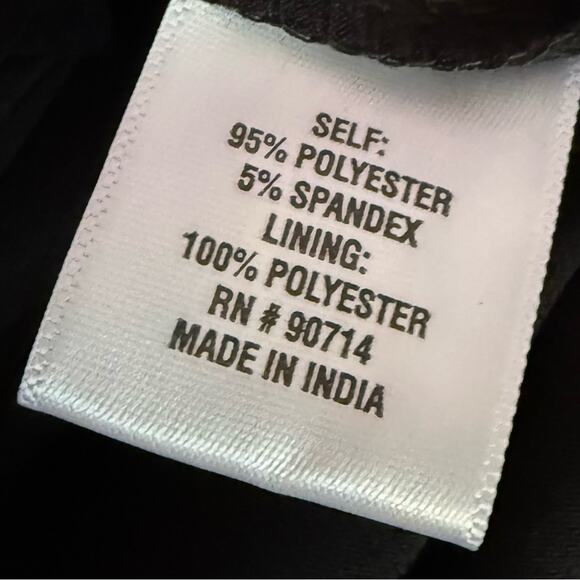 SELF:
95% POLYESTER
5% SPANDEX
LINING:
100% POLYESTER
RN # 90714
MADE IN INDIA